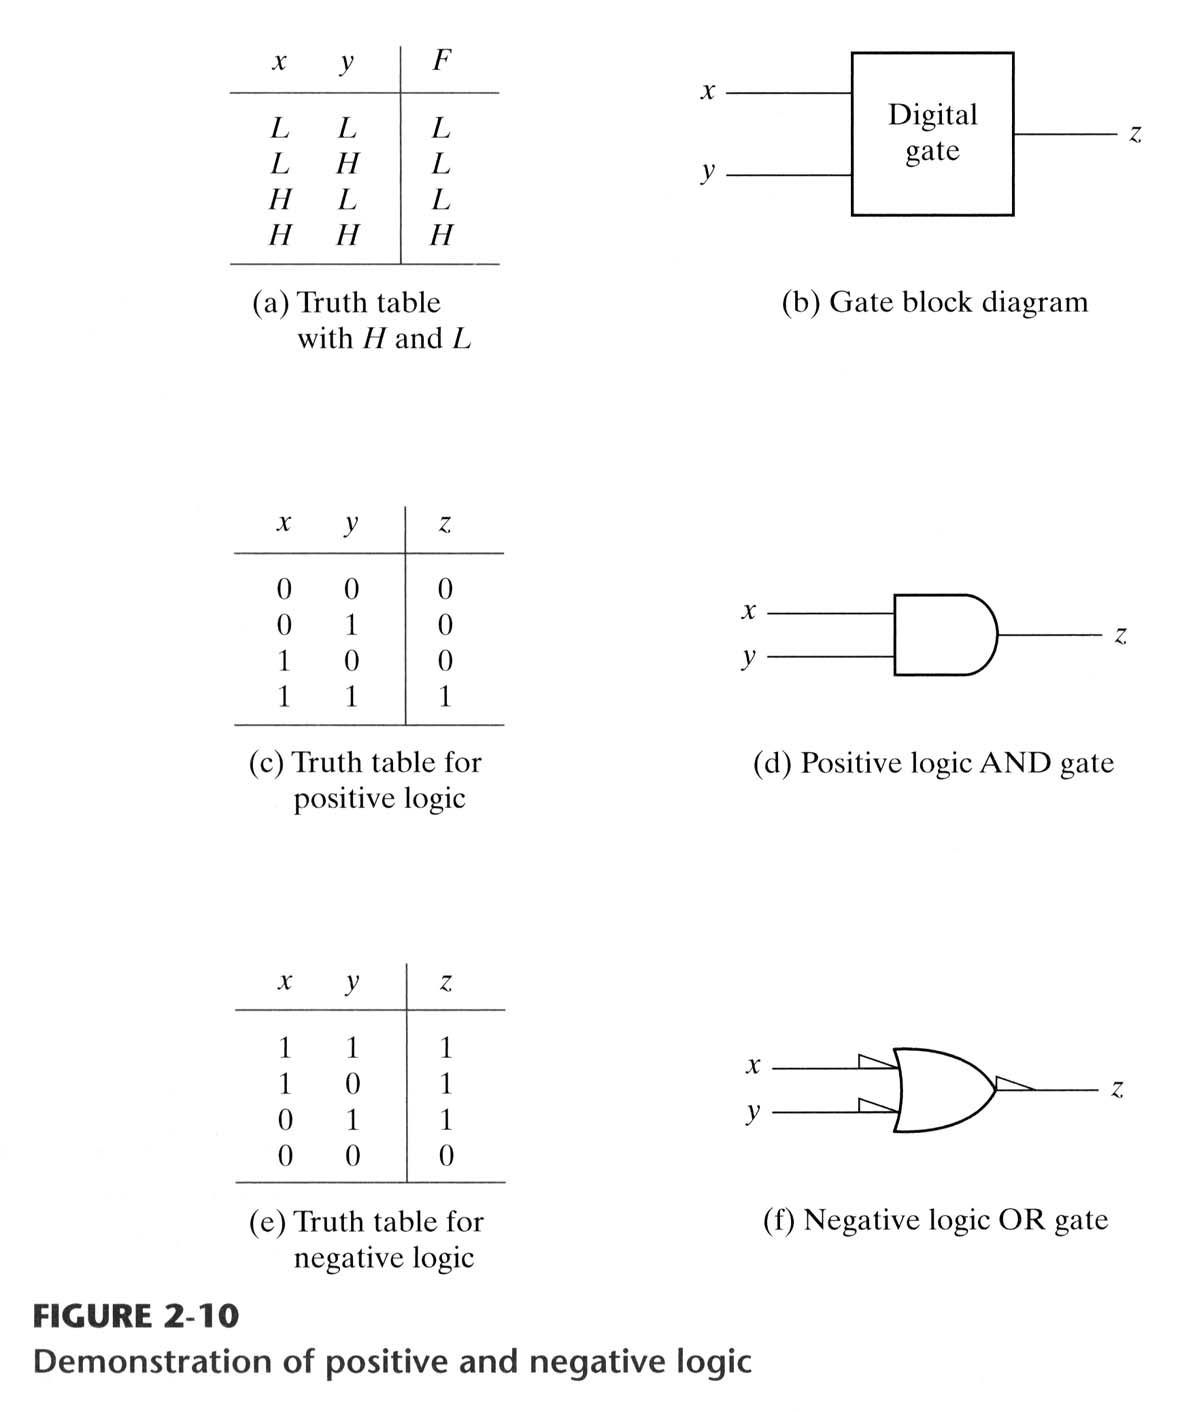 x y F
L L L
L H L
H L L
H H H
(a) Truth table
with H and L
x
y
Digital
gate
z
(b) Gate block diagram
x y z
0 0 0
0 1 0
1 0 0
1 1 1
(c) Truth table for
positive logic
x
y
z
(d) Positive logic AND gate
x y z
1 1 1
1 0 1
0 1 1
0 0 0
(e) Truth table for
negative logic
x
y
z
(f) Negative logic OR gate
FIGURE 2-10
Demonstration of positive and negative logic